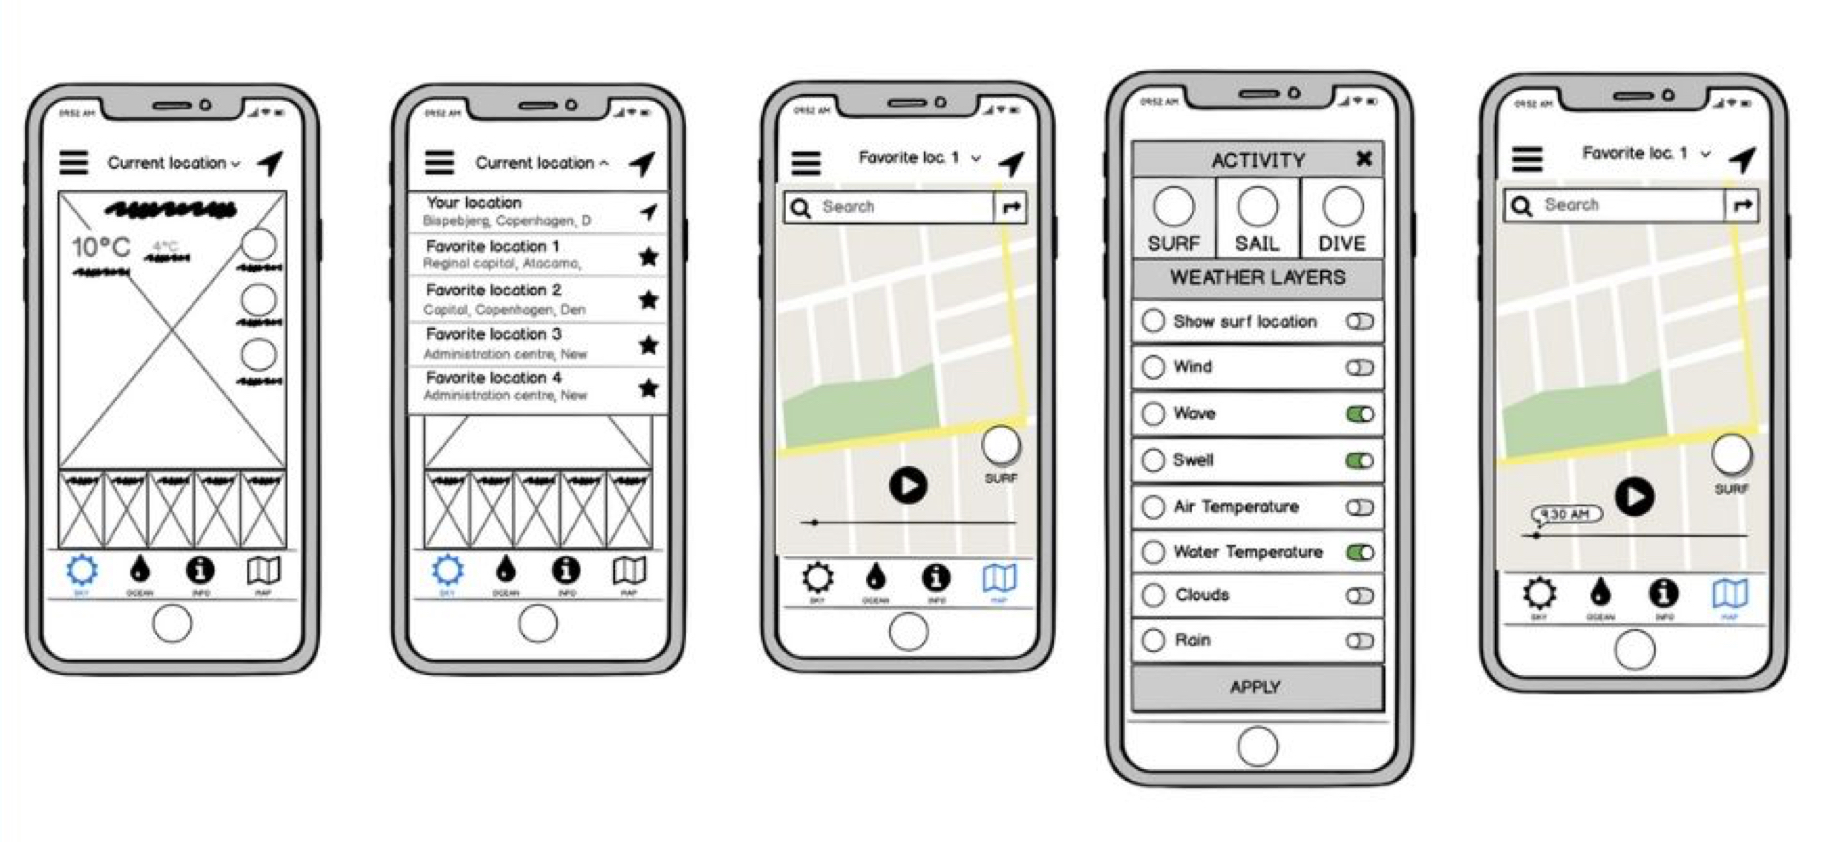 09:52 AM
Current location
10°C
4°C
SKY
OCEAN
INFO
MAP
09:52 AM
Current location
Your location
Bispebjerg, Copenhagen, D
Favorite location 1
Reginal capital, Atacama,
Favorite location 2
Capital, Copenhagen, Den
Favorite location 3
Administration centre, New
Favorite location 4
Administration centre, New
SKY
OCEAN
INFO
MAP
09:52 AM
Favorite loc. 1
Search
SURF
SKY
OCEAN
INFO
MAP
09:52 AM
ACTIVITY
SURF
SAIL
DIVE
WEATHER LAYERS
Show surf location
Wind
Wave
Swell
Air Temperature
Water Temperature
Clouds
Rain
APPLY
09:52 AM
Favorite loc. 1
Search
SURF
9.30 AM
SKY
OCEAN
INFO
MAP